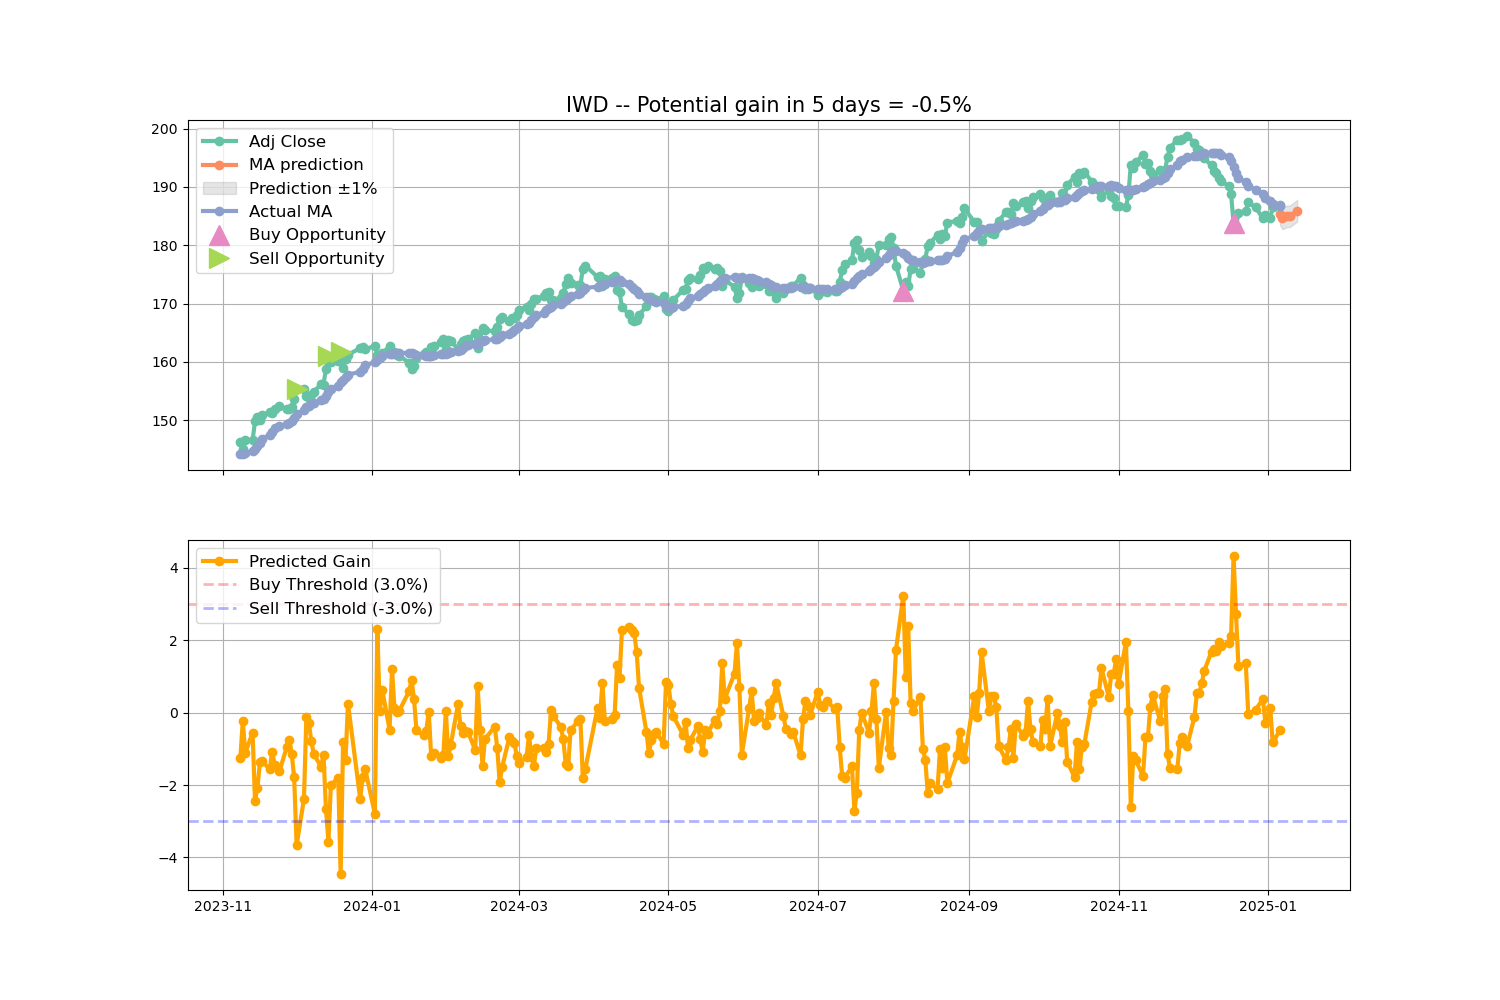 IWD -- Potential gain in 5 days = -0.5%
200
190
180
170
160
150
Adj Close
MA prediction
Prediction ±1%
Actual MA
Buy Opportunity
Sell Opportunity
4
2
0
−2
−4
Predicted Gain
Buy Threshold (3.0%)
Sell Threshold (-3.0%)
2023-11 2024-01 2024-03 2024-05 2024-07 2024-09 2024-11 2025-01